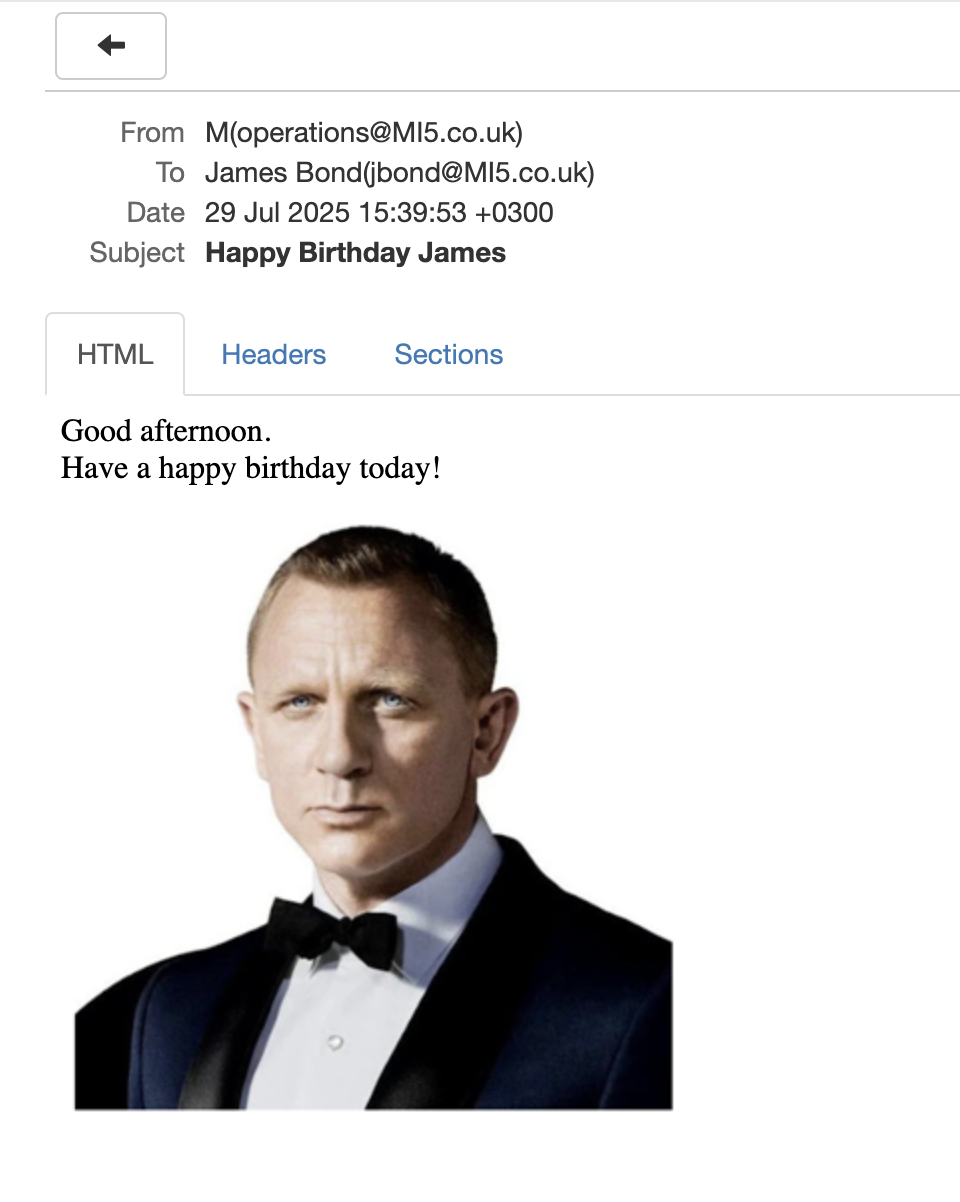 From M(operations@MI5.co.uk)
To James Bond(jbond@MI5.co.uk)
Date 29 Jul 2025 15:39:53 +0300
Subject Happy Birthday James
HTML Headers Sections
Good afternoon.
Have a happy birthday today!